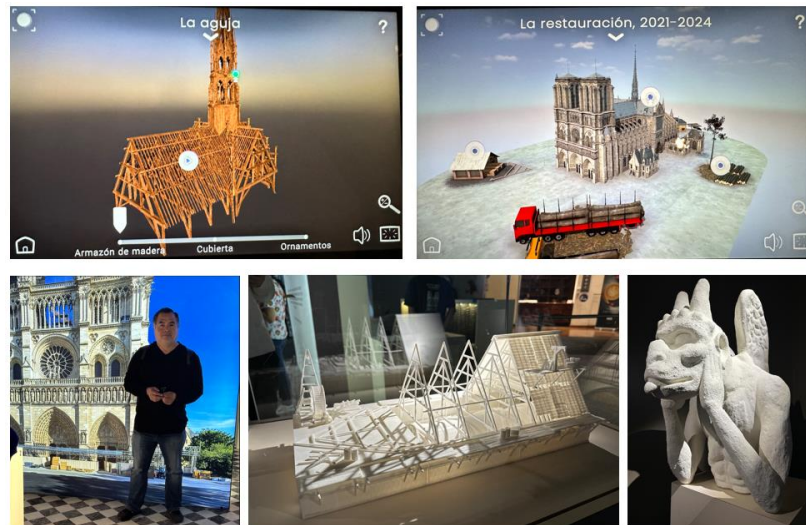 La aguja
?
Armazón de madera
Cubierta
Ornamentos
La restauración, 2021-2024
?